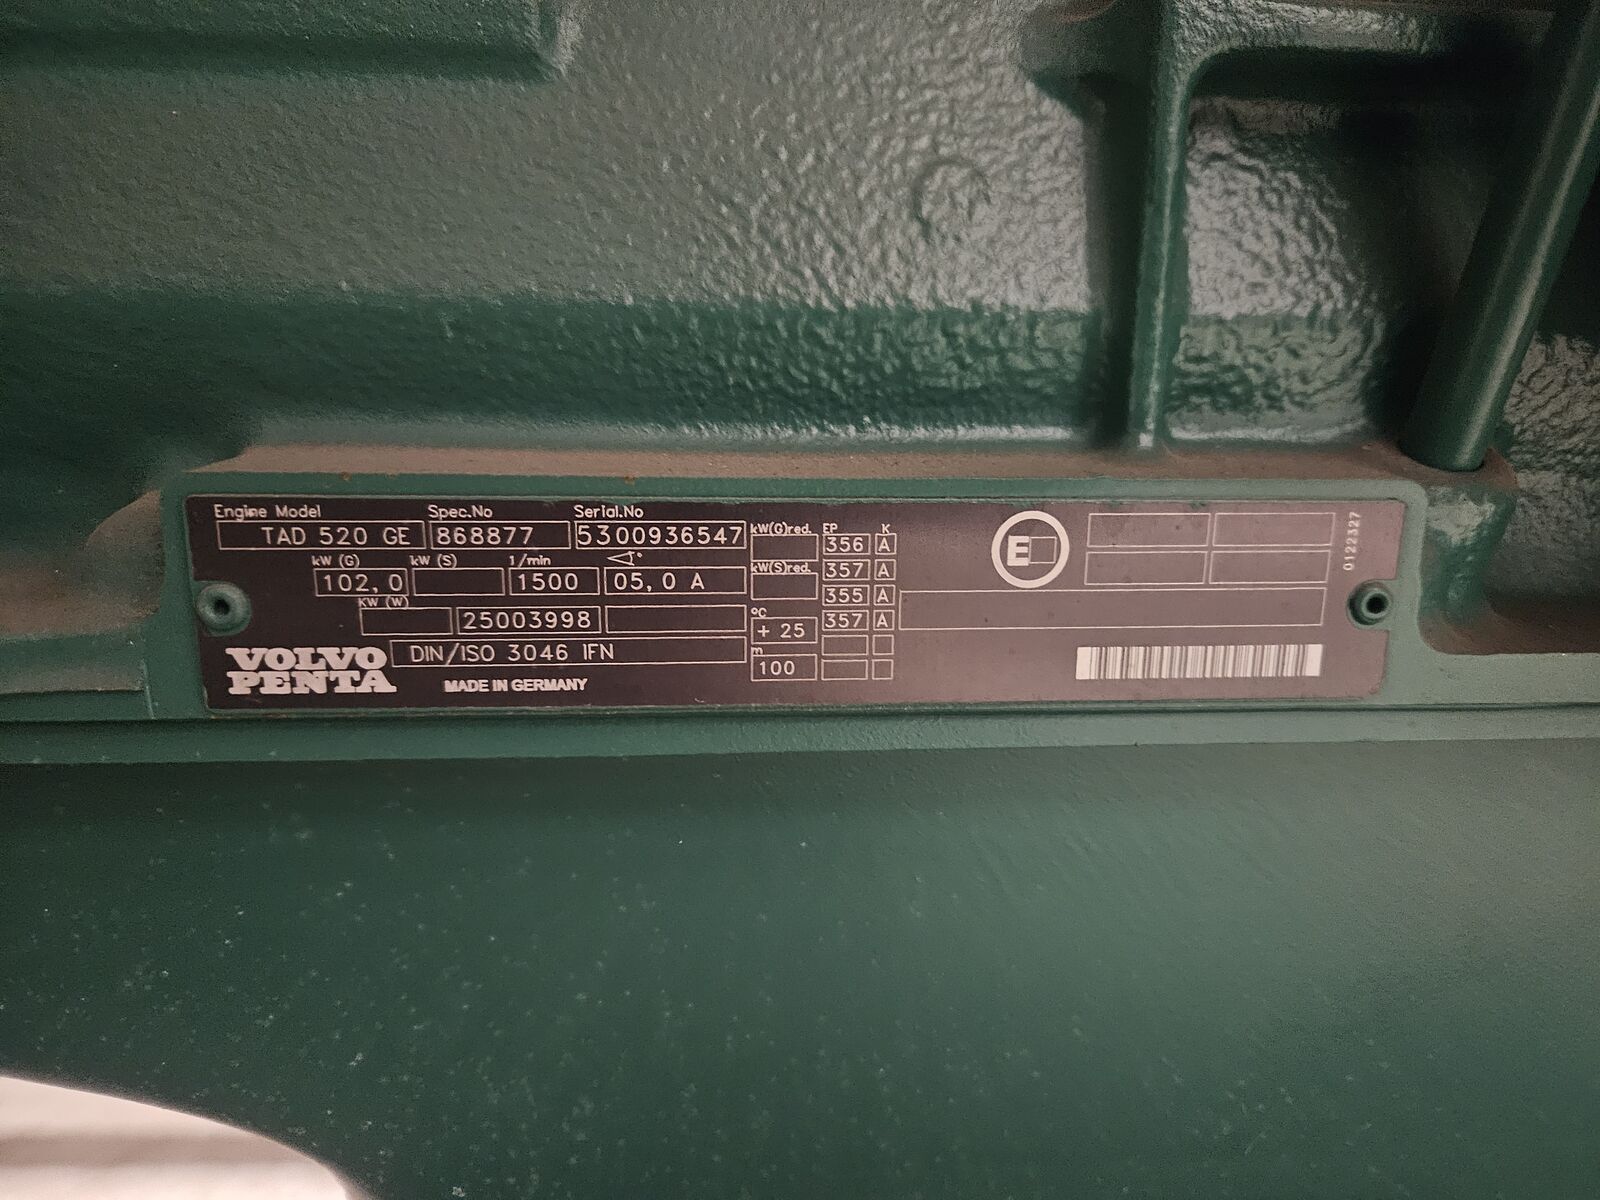 Engine Model Spec.No Serial.No
TAD 520 GE 868877 5300936547
kW (G) kW (S) 1/min °
102,0 1500 05,0 A
KW (W)
25003998
VOLVO
PENTA
DIN/ISO 3046 IFN
MADE IN GERMANY
kW(G)red. EP K
356 A
kW(S)red. 357 A
355 A
°C 357 A
+ 25
m
100
E
0122327